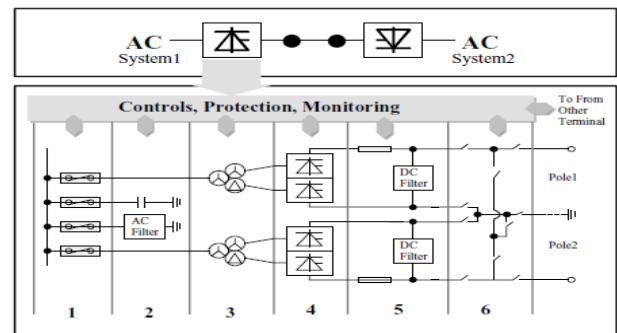 AC
System1
AC
System2
Controls, Protection, Monitoring
To From
Other
Terminal
DC
Filter
Pole1
AC
Filter
DC
Filter
Pole2
1 2 3 4 5 6